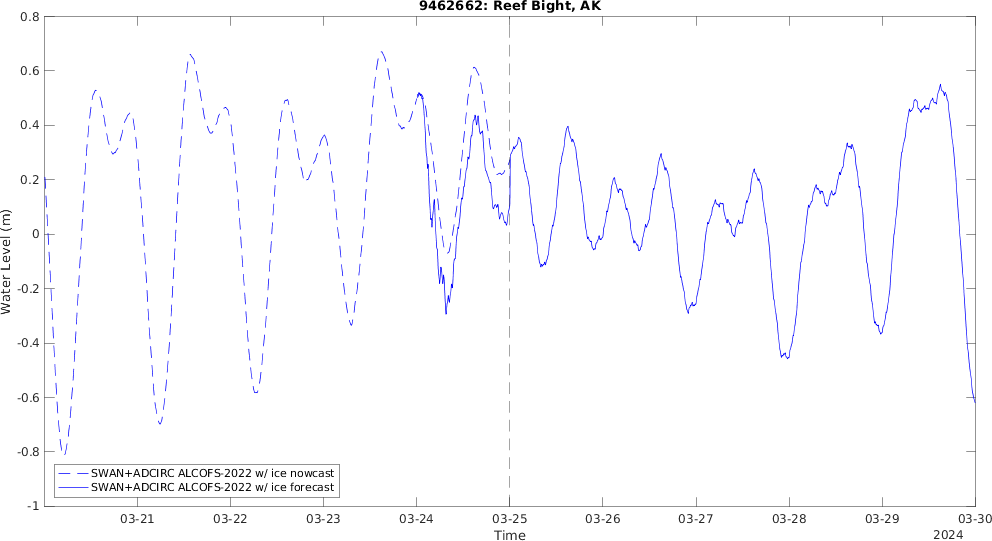 9462662: Reef Bight, AK
Water Level (m)
0.8
0.6
0.4
0.2
0
-0.2
-0.4
-0.6
-0.8
-1
SWAN+ADCIRC ALCOFS-2022 w/ ice nowcast
SWAN+ADCIRC ALCOFS-2022 w/ ice forecast
03-21 03-22 03-23 03-24 03-25 03-26 03-27 03-28 03-29 03-30
Time
2024